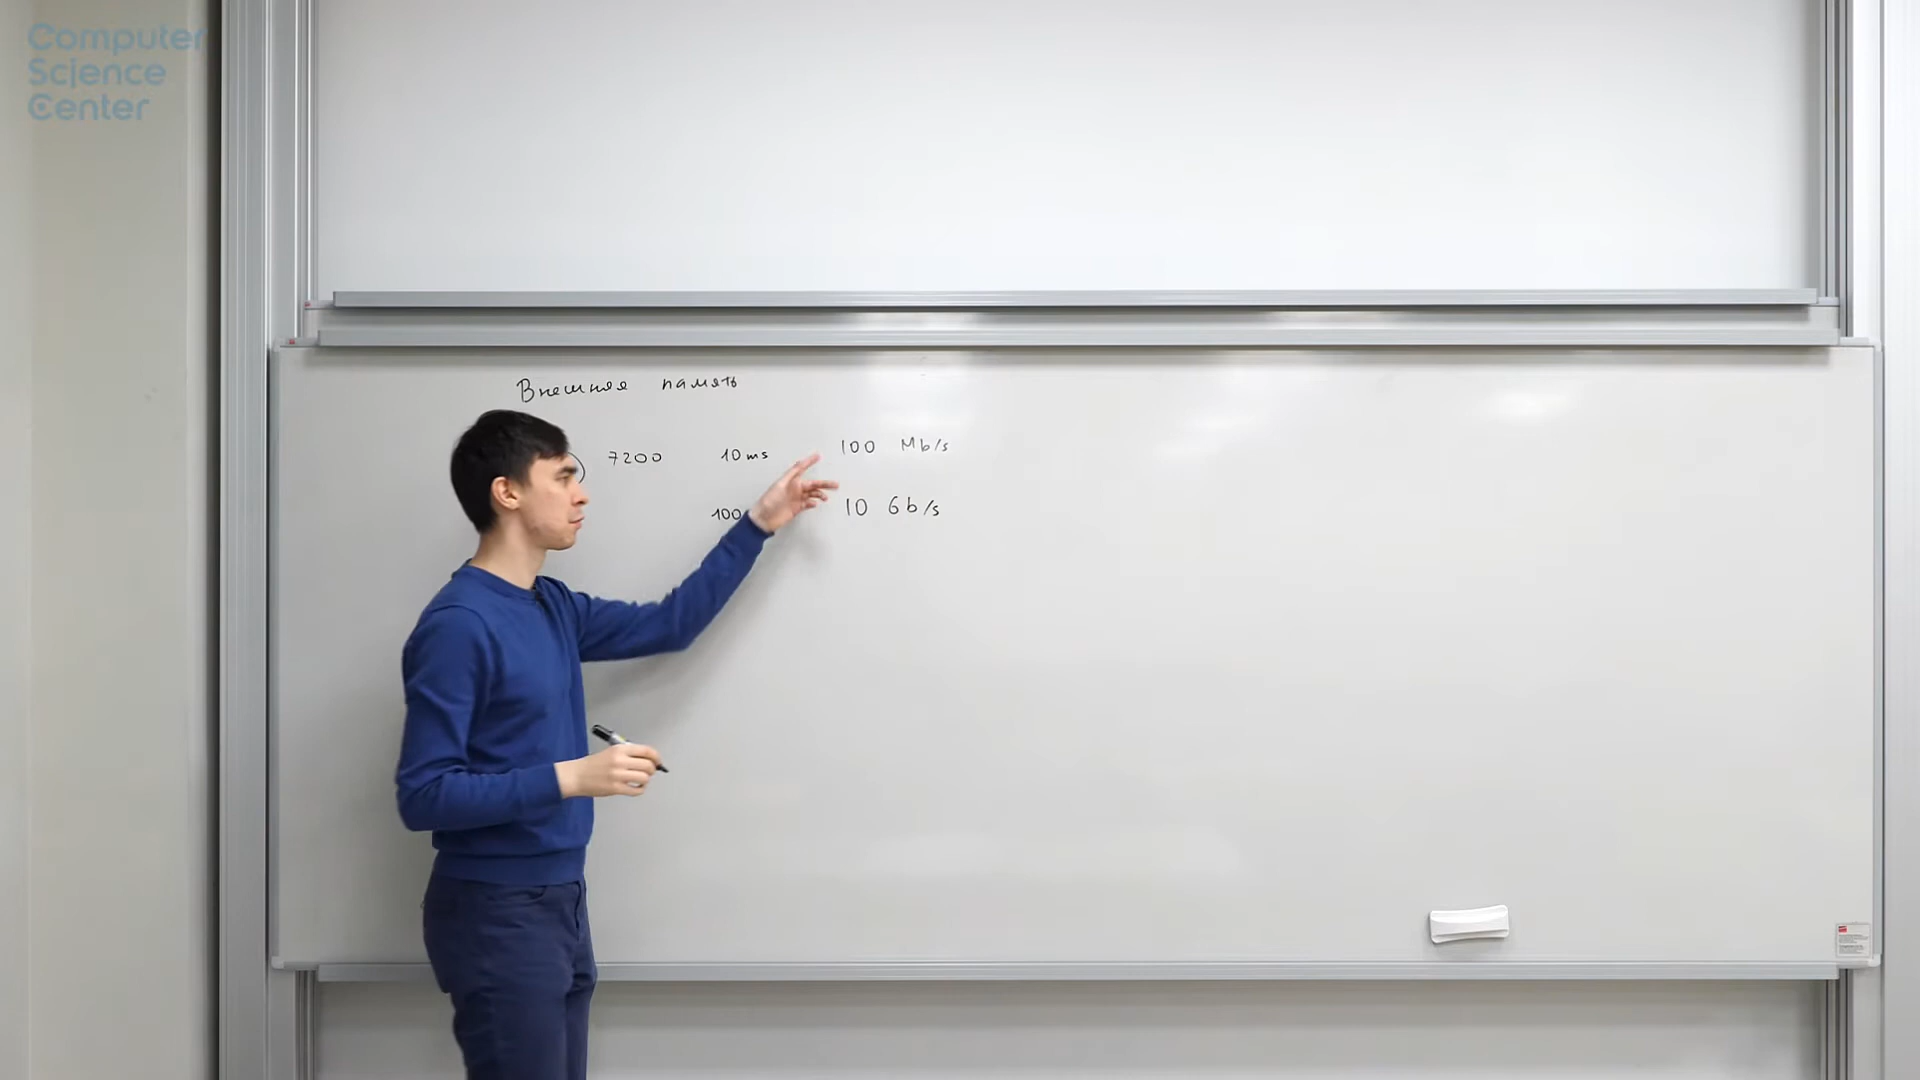 Computer
Science
Center
Внешняя память
7200 10 ms 100 Mb/s
100 10 Gb/s